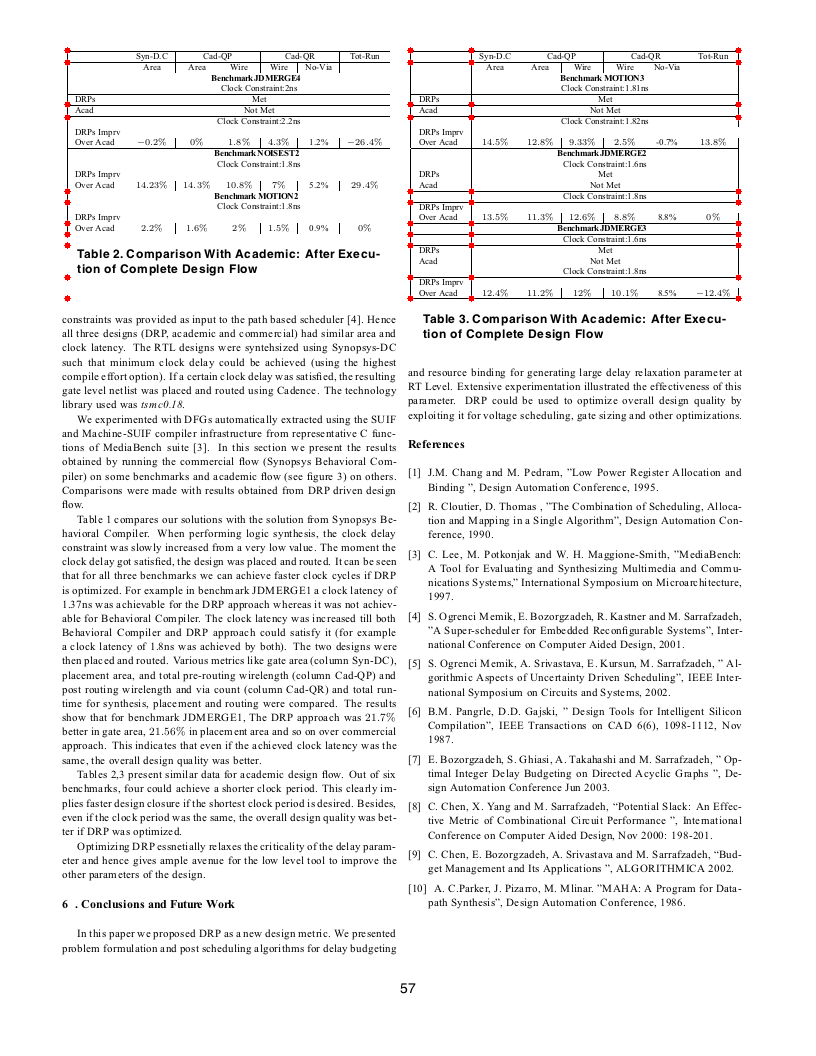 Syn-D.C Cad-QP Cad-QR Tot-Run
Area Area Wire Wire No-Via
Benchmark JDMERGE4
Clock Constraint:2ns
DRPs Met
Acad Not Met
Clock Constraint:2.2ns
DRPs Imprv
Over Acad −0.2% 0% 1.8% 4.3% 1.2% −26.4%
Benchmark NOISEST2
Clock Constraint:1.8ns
DRPs Imprv
Over Acad 14.23% 14.3% 10.8% 7% 5.2% 29.4%
Benchmark MOTION2
Clock Constraint:1.8ns
DRPs Imprv
Over Acad 2.2% 1.6% 2% 1.5% 0.9% 0%
Table 2. Comparison With Academic: After Execu-
tion of Complete Design Flow
constraints was provided as input to the path based scheduler [4]. Hence
all three designs (DRP, academic and commercial) had similar area and
clock latency. The RTL designs were syntehsized using Synopsys-DC
such that minimum clock delay could be achieved (using the highest
compile effort option). If a certain clock delay was satisfied, the resulting
gate level netlist was placed and routed using Cadence. The technology
library used was tsmc0.18.
We experimented with DFGs automatically extracted using the SUIF
and Machine-SUIF compiler infrastructure from representative C func-
tions of MediaBench suite [3]. In this section we present the results
obtained by running the commercial flow (Synopsys Behavioral Com-
piler) on some benchmarks and academic flow (see figure 3) on others.
Comparisons were made with results obtained from DRP driven design
flow.
Table 1 compares our solutions with the solution from Synopsys Be-
havioral Compiler. When performing logic synthesis, the clock delay
constraint was slowly increased from a very low value. The moment the
clock delay got satisfied, the design was placed and routed. It can be seen
that for all three benchmarks we can achieve faster clock cycles if DRP
is optimized. For example in benchmark JDMERGE1 a clock latency of
1.37ns was achievable for the DRP approach whereas it was not achiev-
able for Behavioral Compiler. The clock latency was increased till both
Behavioral Compiler and DRP approach could satisfy it (for example
a clock latency of 1.8ns was achieved by both). The two designs were
then placed and routed. Various metrics like gate area (column Syn-DC),
placement area, and total pre-routing wirelength (column Cad-QP) and
post routing wirelength and via count (column Cad-QR) and total run-
time for synthesis, placement and routing were compared. The results
show that for benchmark JDMERGE1, The DRP approach was 21.7%
better in gate area, 21.56% in placement area and so on over commercial
approach. This indicates that even if the achieved clock latency was the
same, the overall design quality was better.
Tables 2,3 present similar data for academic design flow. Out of six
benchmarks, four could achieve a shorter clock period. This clearly im-
plies faster design closure if the shortest clock period is desired. Besides,
even if the clock period was the same, the overall design quality was bet-
ter if DRP was optimized.
Optimizing DRP essnetially relaxes the criticality of the delay param-
eter and hence gives ample avenue for the low level tool to improve the
other parameters of the design.
6 . Conclusions and Future Work
In this paper we proposed DRP as a new design metric. We presented
problem formulation and post scheduling algorithms for delay budgeting
Syn-D.C Cad-QP Cad-QR Tot-Run
Area Area Wire Wire No-Via
Benchmark MOTION3
Clock Constraint:1.81ns
DRPs Met
Acad Not Met
Clock Constraint:1.82ns
DRPs Imprv
Over Acad 14.5% 12.8% 9.33% 2.5% -0.7% 13.8%
Benchmark JDMERGE2
Clock Constraint:1.6ns
DRPs Met
Acad Not Met
Clock Constraint:1.8ns
DRPs Imprv
Over Acad 13.5% 11.3% 12.6% 8.8% 8.8% 0%
Benchmark JDMERGE3
Clock Constraint:1.6ns
DRPs Met
Acad Not Met
Clock Constraint:1.8ns
DRPs Imprv
Over Acad 12.4% 11.2% 12% 10.1% 8.5% −12.4%
Table 3. Comparison With Academic: After Execu-
tion of Complete Design Flow
and resource binding for generating large delay relaxation parameter at
RT Level. Extensive experimentation illustrated the effectiveness of this
parameter. DRP could be used to optimize overall design quality by
exploiting it for voltage scheduling, gate sizing and other optimizations.
References
[1] J.M. Chang and M. Pedram, ”Low Power Register Allocation and
Binding ”, Design Automation Conference, 1995.
[2] R. Cloutier, D. Thomas , ”The Combination of Scheduling, Alloca-
tion and Mapping in a Single Algorithm”, Design Automation Con-
ference, 1990.
[3] C. Lee, M. Potkonjak and W. H. Maggione-Smith, ”MediaBench:
A Tool for Evaluating and Synthesizing Multimedia and Commu-
nications Systems,” International Symposium on Microarchitecture,
1997.
[4] S. Ogrenci Memik, E. Bozorgzadeh, R. Kastner and M. Sarrafzadeh,
”A Super-scheduler for Embedded Reconfigurable Systems”, Inter-
national Conference on Computer Aided Design, 2001.
[5] S. Ogrenci Memik, A. Srivastava, E. Kursun, M. Sarrafzadeh, ” Al-
gorithmic Aspects of Uncertainty Driven Scheduling”, IEEE Inter-
national Symposium on Circuits and Systems, 2002.
[6] B.M. Pangrle, D.D. Gajski, ” Design Tools for Intelligent Silicon
Compilation”, IEEE Transactions on CAD 6(6), 1098-1112, Nov
1987.
[7] E. Bozorgzadeh, S. Ghiasi, A. Takahashi and M. Sarrafzadeh, ” Op-
timal Integer Delay Budgeting on Directed Acyclic Graphs ”, De-
sign Automation Conference Jun 2003.
[8] C. Chen, X. Yang and M. Sarrafzadeh, “Potential Slack: An Effec-
tive Metric of Combinational Circuit Performance ”, International
Conference on Computer Aided Design, Nov 2000: 198-201.
[9] C. Chen, E. Bozorgzadeh, A. Srivastava and M. Sarrafzadeh, “Bud-
get Management and Its Applications ”, ALGORITHMICA 2002.
[10] A. C.Parker, J. Pizarro, M. Mlinar. ”MAHA: A Program for Data-
path Synthesis”, Design Automation Conference, 1986.
57